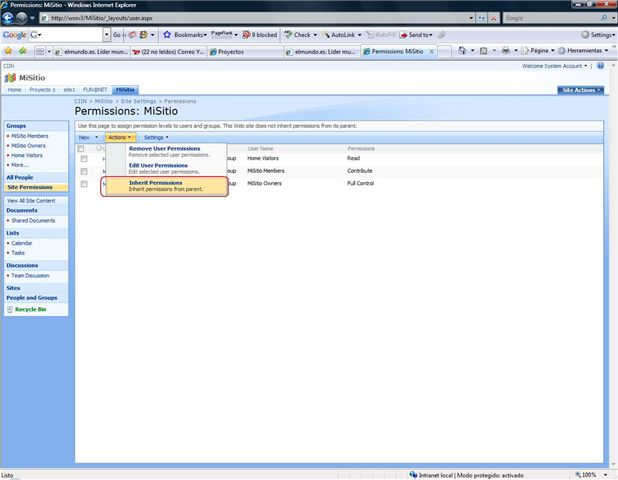 Permissions: MiSitio - Windows Internet Explorer
http://wssv3/MiSitio/_layouts/user.aspx
Google
Google G
Go
Bookmarks
PageRank
9 blocked
Check
AutoLink
AutoFill
Send to
Settings
elmundo.es. Líder mun...
(22 no leídos) Correo Y...
Proyectos
elmundo.es. Líder mu...
Permissions: MiSitio
Página
Herramientas
CIIN
Welcome System Account
MiSitio
Home
Proyecto 1
site1
FUN@NET
MiSitio
Site Actions
CIIN > MiSitio > Site Settings > Permissions
Permissions: MiSitio
Groups
MiSitio Members
MiSitio Owners
Home Visitors
More...
All People
Site Permissions
View All Site Content
Documents
Shared Documents
Lists
Calendar
Tasks
Discussions
Team Discussion
Sites
People and Groups
Recycle Bin
Use this page to assign permission levels to users and groups. This Web site does not inherit permissions from its parent.
New
Actions
Settings
Remove User Permissions
Remove selected user permissions.
Edit User Permissions
Edit selected user permissions.
Inherit Permissions
Inherit permissions from parent.
User Name
Permissions
oup
Home Visitors
Read
oup
MiSitio Members
Contribute
oup
MiSitio Owners
Full Control
Listo
Intranet local | Modo protegido: activado
100%